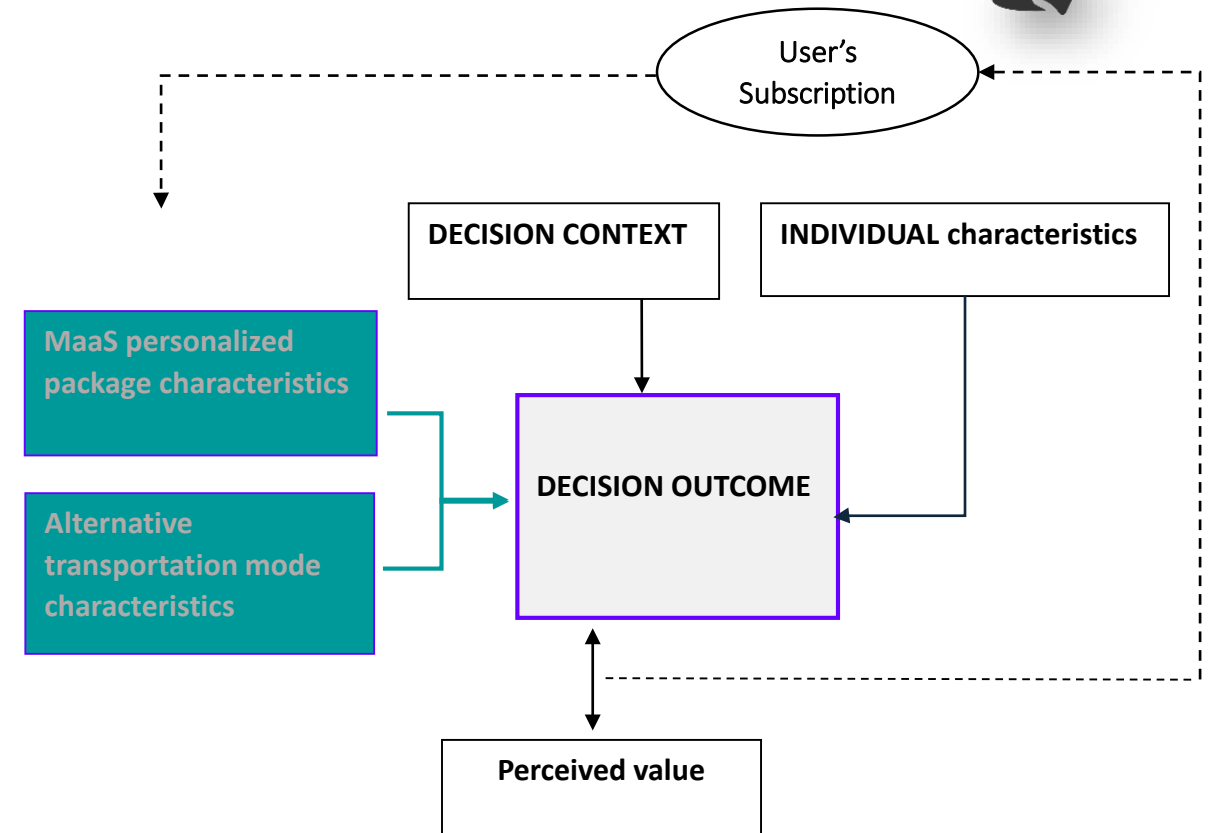 User's
Subscription
DECISION CONTEXT
INDIVIDUAL characteristics
MaaS personalized
package characteristics
DECISION OUTCOME
Alternative
transportation mode
characteristics
Perceived value